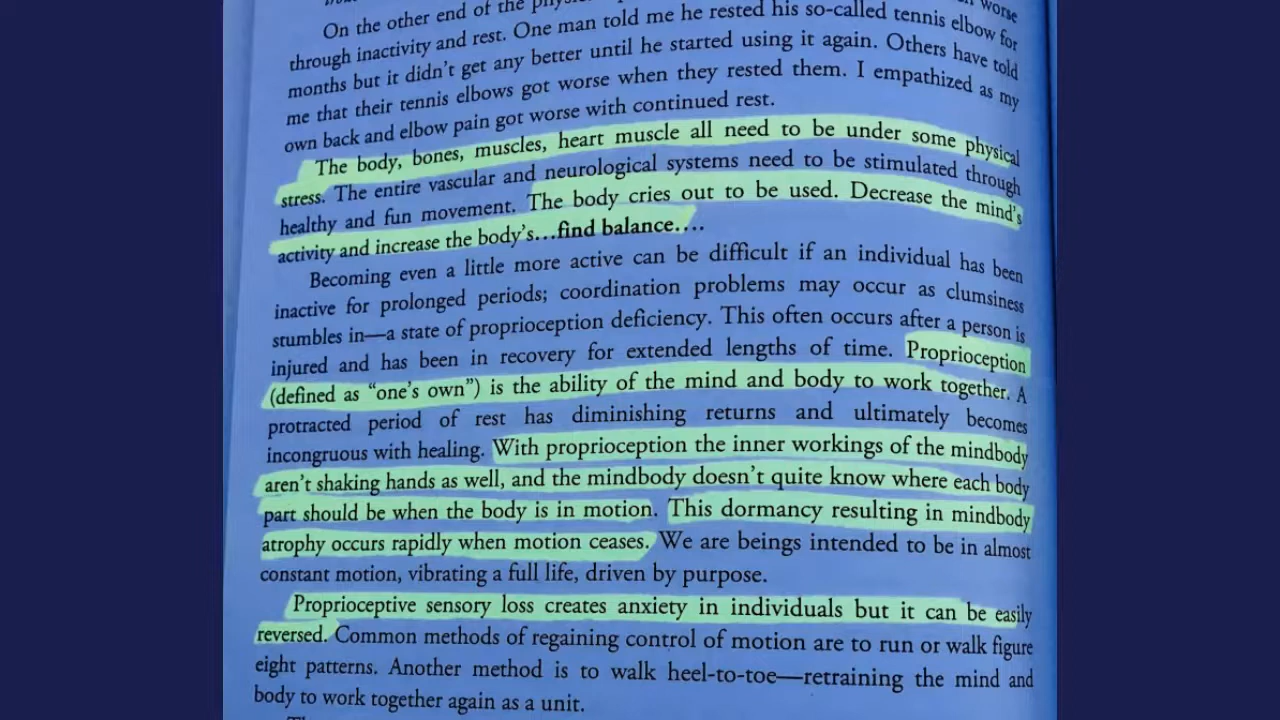 On the other end of the
worse
through inactivity and rest. One man told me he rested his so-called tennis elbow for
months but it didn't get any better until he started using it again. Others have told
me that their tennis elbows got worse when they rested them. I empathized as my
own back and elbow pain got worse with continued rest.
The body, bones, muscles, heart muscle all need to be under some physical
stress. The entire vascular and neurological systems need to be stimulated through
healthy and fun movement. The body cries out to be used. Decrease the mind's
activity and increase the body's...find balance....
Becoming even a little more active can be difficult if an individual has been
inactive for prolonged periods; coordination problems may occur as clumsiness
stumbles in—a state of proprioception deficiency. This often occurs after a person is
injured and has been in recovery for extended lengths of time. Proprioception
(defined as “one's own”) is the ability of the mind and body to work together. A
protracted period of rest has diminishing returns and ultimately becomes
incongruous with healing. With proprioception the inner workings of the mindbody
aren't shaking hands as well, and the mindbody doesn't quite know where each body
part should be when the body is in motion. This dormancy resulting in mindbody
atrophy occurs rapidly when motion ceases. We are beings intended to be in almost
constant motion, vibrating a full life, driven by purpose.
Proprioceptive sensory loss creates anxiety in individuals but it can be easily
reversed. Common methods of regaining control of motion are to run or walk figure
eight patterns. Another method is to walk heel-to-toe—retraining the mind and
body to work together again as a unit.